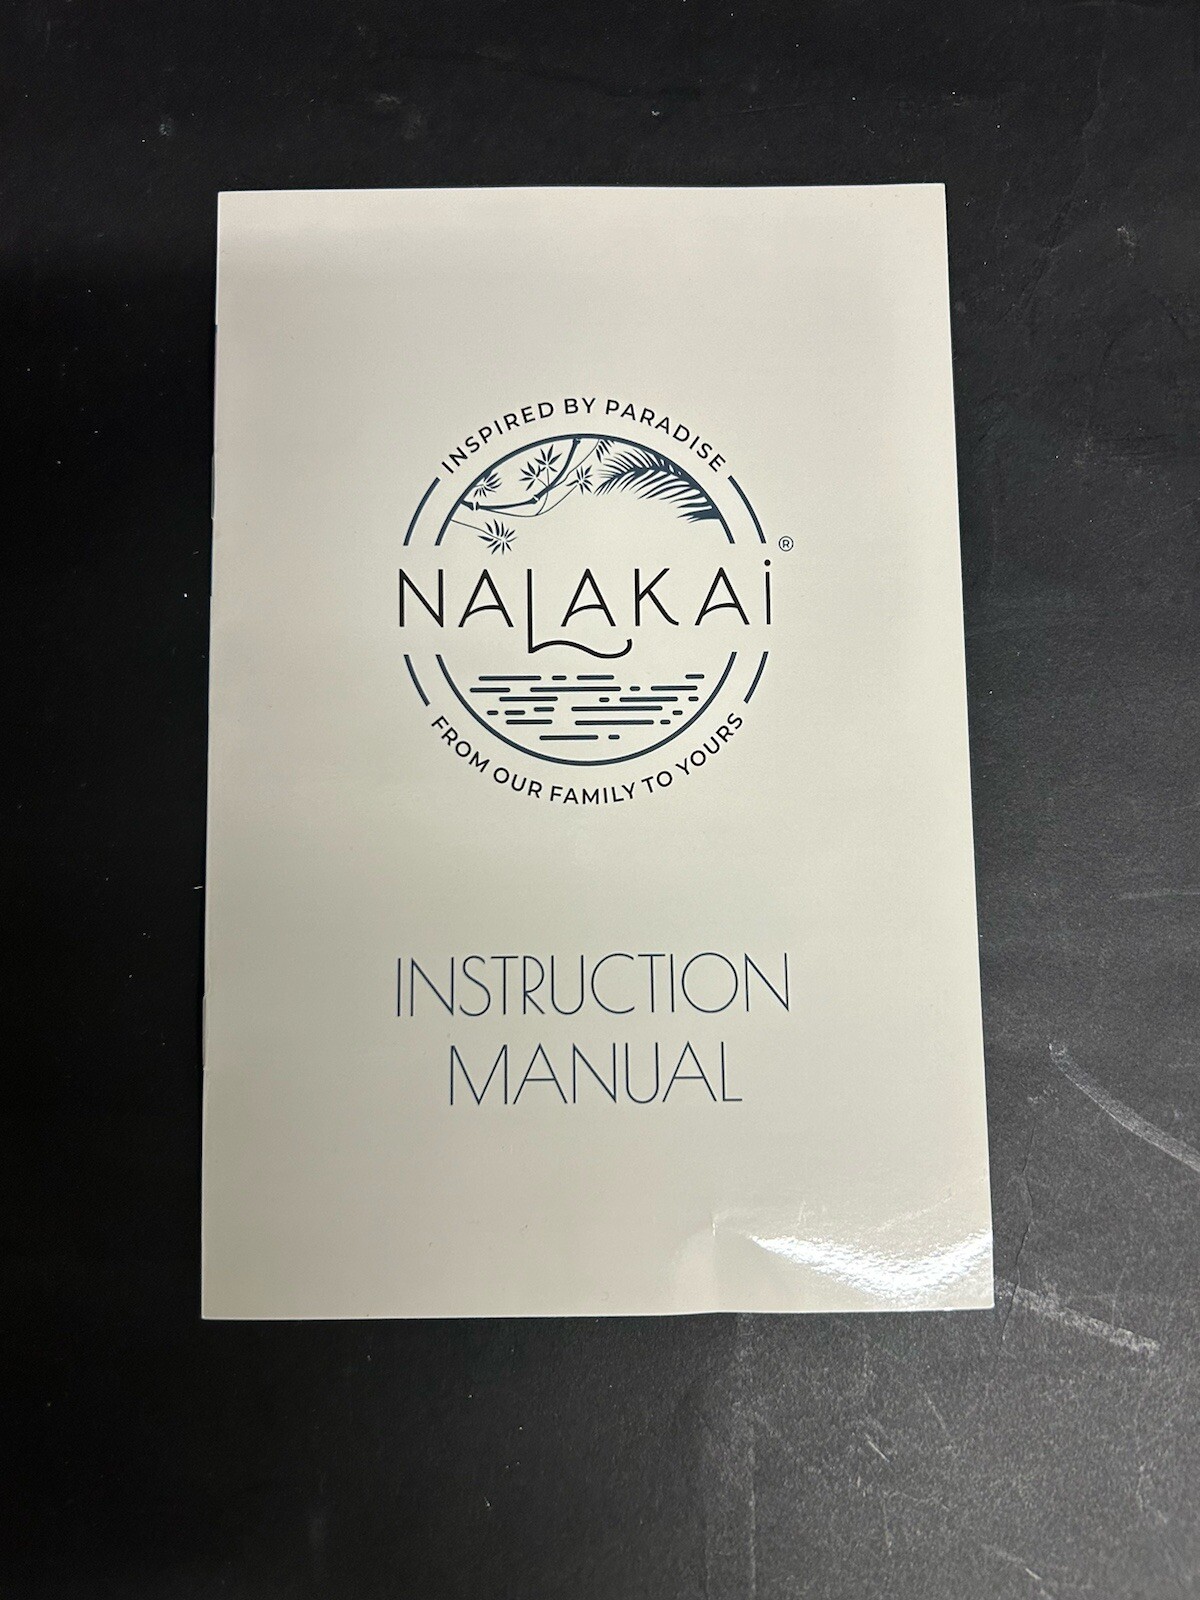 INSPIRED BY PARADISE
NALAKAi®
FROM OUR FAMILY TO YOURS
INSTRUCTION
MANUAL